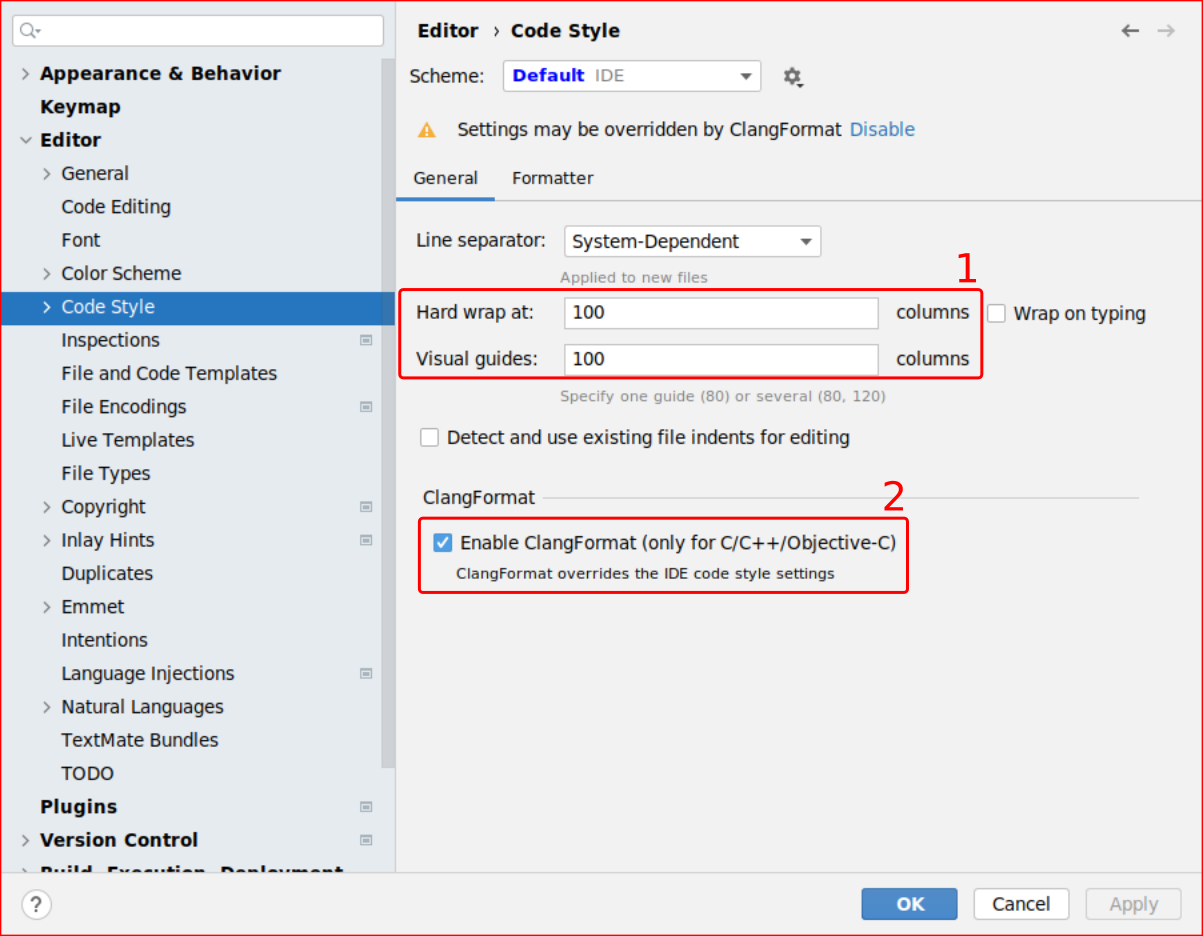 Appearance & Behavior
Keymap
Editor
General
Code Editing
Font
Color Scheme
Code Style
Inspections
File and Code Templates
File Encodings
Live Templates
File Types
Copyright
Inlay Hints
Duplicates
Emmet
Intentions
Language Injections
Natural Languages
TextMate Bundles
TODO
Plugins
Version Control
Build, Execution, Deployment
Editor › Code Style
Scheme: Default IDE
Settings may be overridden by ClangFormat Disable
General Formatter
Line separator: System-Dependent
Applied to new files
1
Hard wrap at: 100 columns Wrap on typing
Visual guides: 100 columns
Specify one guide (80) or several (80, 120)
Detect and use existing file indents for editing
ClangFormat
2
Enable ClangFormat (only for C/C++/Objective-C)
ClangFormat overrides the IDE code style settings
? OK Cancel Apply